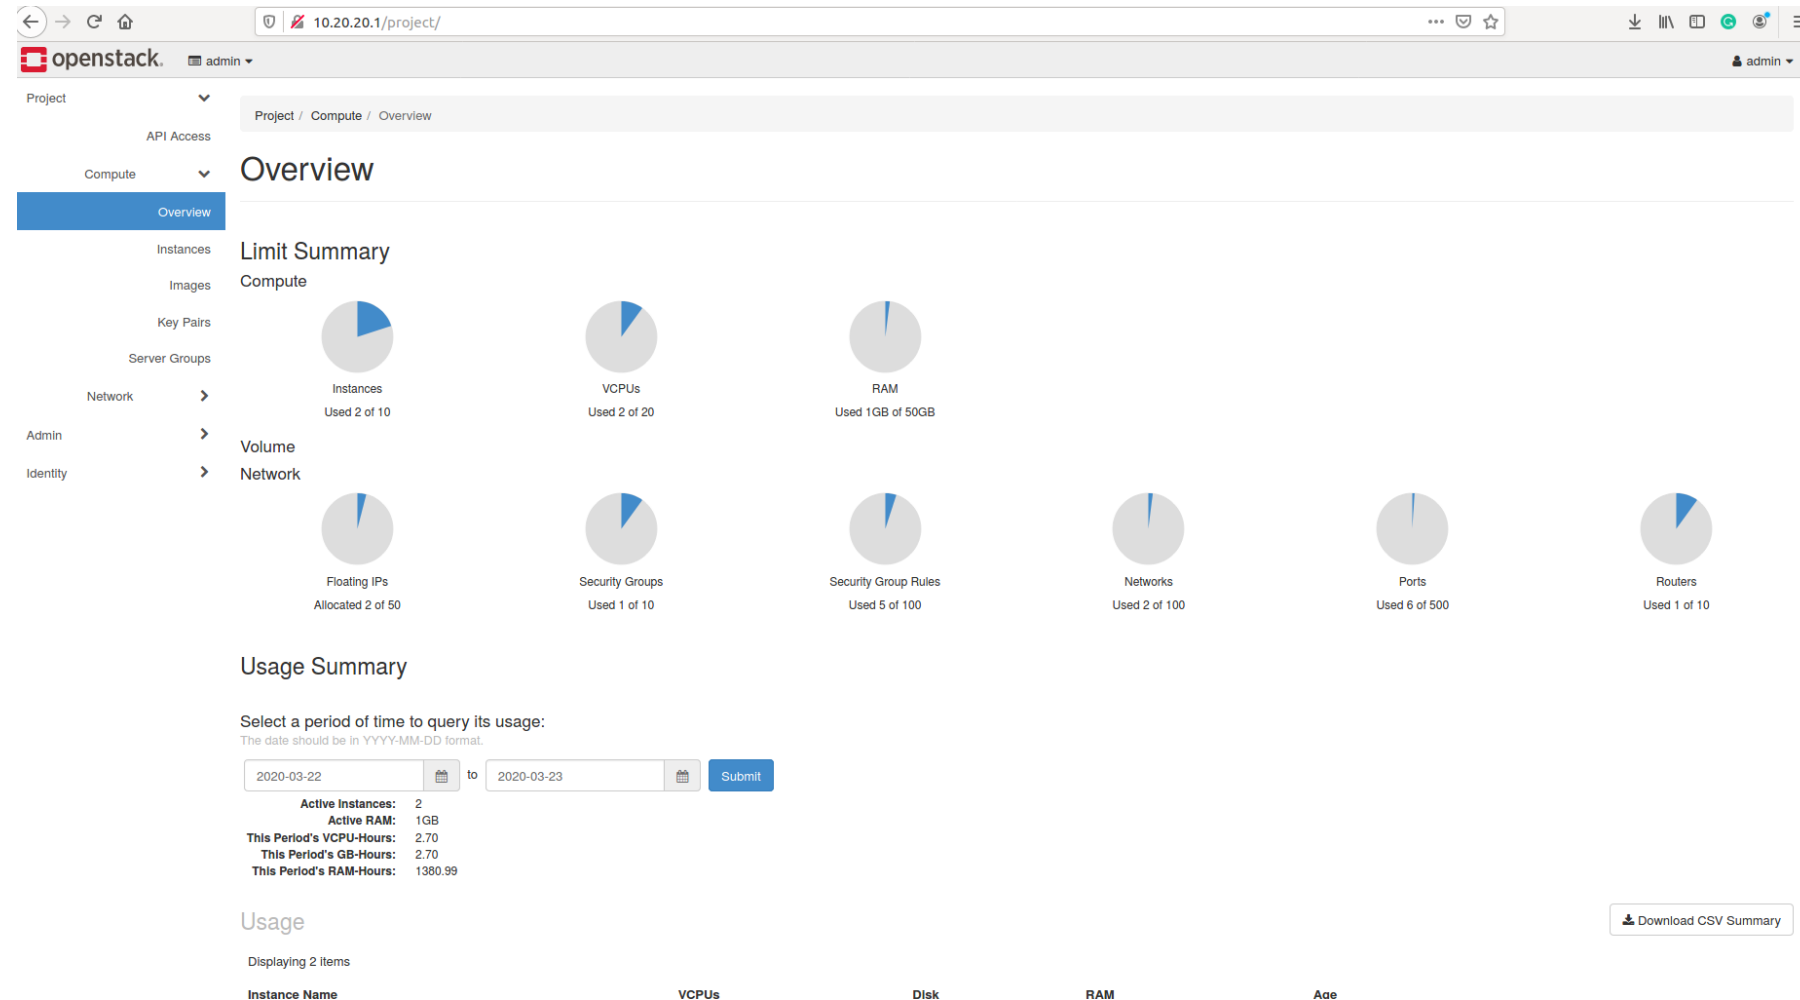 10.20.20.1/project/
openstack. admin admin
Project
API Access
Compute
Overview
Instances
Images
Key Pairs
Server Groups
Network
Admin
Identity
Project / Compute / Overview
Overview
Limit Summary
Compute
Instances VCPUs RAM
Used 2 of 10 Used 2 of 20 Used 1GB of 50GB
Volume
Network
Floating IPs Security Groups Security Group Rules Networks Ports Routers
Allocated 2 of 50 Used 1 of 10 Used 5 of 100 Used 2 of 100 Used 6 of 500 Used 1 of 10
Usage Summary
Select a period of time to query its usage:
The date should be in YYYY-MM-DD format.
2020-03-22 to 2020-03-23 Submit
Active Instances: 2
Active RAM: 1GB
This Period's VCPU-Hours: 2.70
This Period's GB-Hours: 2.70
This Period's RAM-Hours: 1380.99
Usage Download CSV Summary
Displaying 2 items
Instance Name VCPUs Disk RAM Age